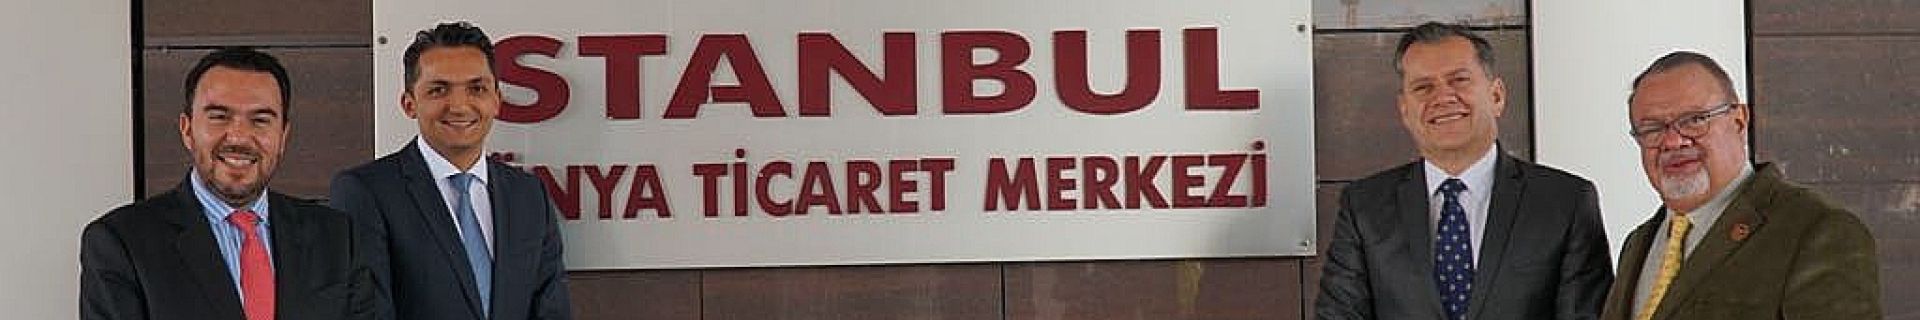 STANBUL
NYA TİCARET MERKEZİ